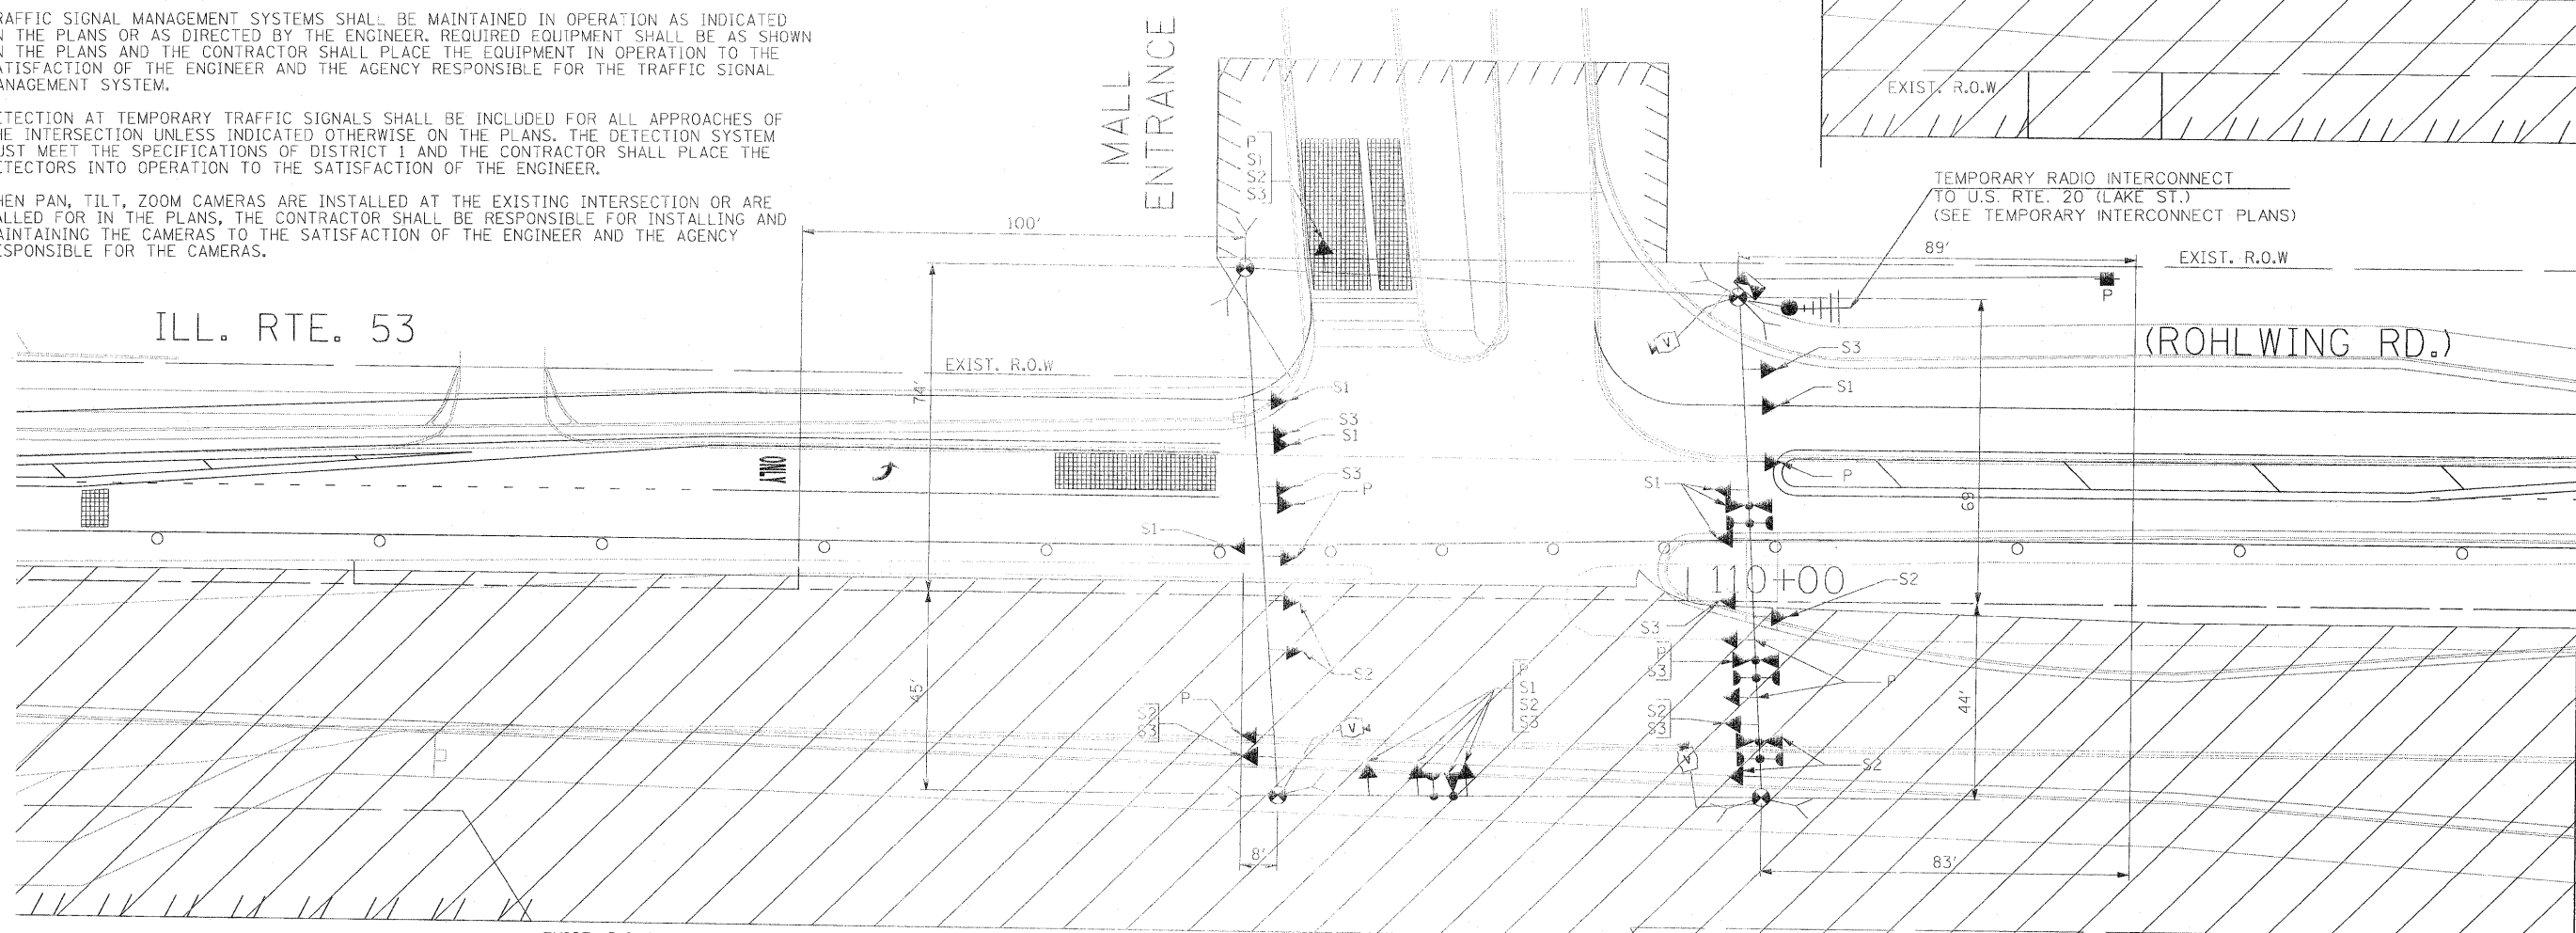 RAFFIC SIGNAL MANAGEMENT SYSTEMS SHALL BE MAINTAINED IN OPERATION AS INDICATED
N THE PLANS OR AS DIRECTED BY THE ENGINEER. REQUIRED EQUIPMENT SHALL BE AS SHOWN
N THE PLANS AND THE CONTRACTOR SHALL PLACE THE EQUIPMENT IN OPERATION TO THE
ATISFACTION OF THE ENGINEER AND THE AGENCY RESPONSIBLE FOR THE TRAFFIC SIGNAL
ANAGEMENT SYSTEM.
ETECTION AT TEMPORARY TRAFFIC SIGNALS SHALL BE INCLUDED FOR ALL APPROACHES OF
HE INTERSECTION UNLESS INDICATED OTHERWISE ON THE PLANS. THE DETECTION SYSTEM
UST MEET THE SPECIFICATIONS OF DISTRICT 1 AND THE CONTRACTOR SHALL PLACE THE
ETECTORS INTO OPERATION TO THE SATISFACTION OF THE ENGINEER.
HEN PAN, TILT, ZOOM CAMERAS ARE INSTALLED AT THE EXISTING INTERSECTION OR ARE
ALLED FOR IN THE PLANS, THE CONTRACTOR SHALL BE RESPONSIBLE FOR INSTALLING AND
AINTAINING THE CAMERAS TO THE SATISFACTION OF THE ENGINEER AND THE AGENCY
ESPONSIBLE FOR THE CAMERAS.
MALL
ENTRANCE
EXIST. R.O.W
P
S1
S2
S3
TEMPORARY RADIO INTERCONNECT
TO U.S. RTE. 20 (LAKE ST.)
(SEE TEMPORARY INTERCONNECT PLANS)
100'
89'
EXIST. R.O.W
P
ILL. RTE. 53
(ROHLWING RD.)
V
S3
EXIST. R.O.W
74'
S1
S1
S3
S1
ONLY
S3
P
P
S1
69'
S1
110+00
S2
S3
P
S3
S2
45'
P
P
S1
S2
S3
44'
S2
S3
S2
S3
V
V
S2
8'
83'